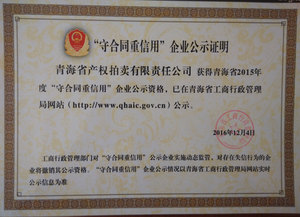 “守合同重信用”企业公示证明
青海省产权拍卖有限责任公司 获得青海省2015年
度“守合同重信用”企业公示资格，已在青海省工商行政管理
局网站（http://www.qhaic.gov.cn）公示。
2016年12月4日
工商行政管理部门对“守合同重信用”公示企业实施动态监管，对存在失信行为的企
业将撤销其公示资格。“守合同重信用”企业公示情况以青海省工商行政管理局网站实时
公示信息为准